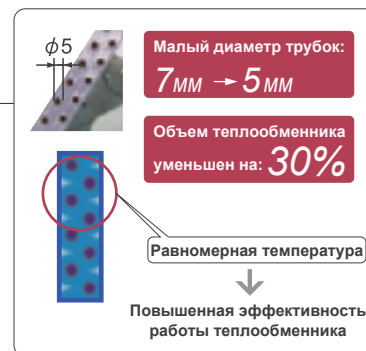 ϕ5
Малый диаметр трубок:
7мм → 5мм
Объем теплообменника
уменьшен на: 30%
Равномерная температура
Повышенная эффективность
работы теплообменника